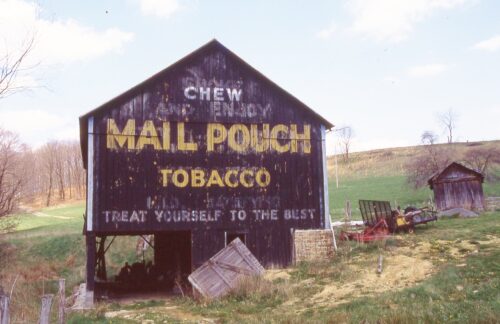 CHEW
AND ENJOY
MAIL POUCH
TOBACCO
TREAT YOURSELF TO THE BEST